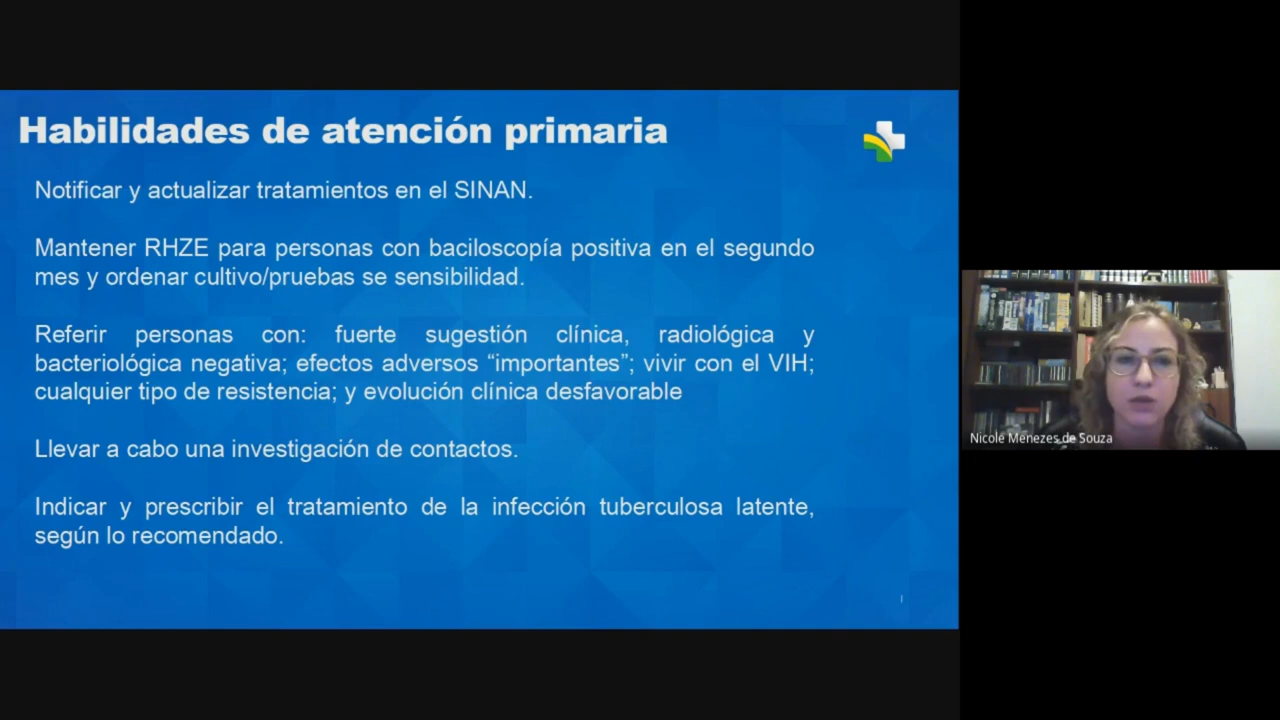 Habilidades de atención primaria
Notificar y actualizar tratamientos en el SINAN.
Mantener RHZE para personas con baciloscopía positiva en el segundo
mes y ordenar cultivo/pruebas se sensibilidad.
Referir personas con: fuerte sugestión clínica, radiológica y
bacteriológica negativa; efectos adversos “importantes”; vivir con el VIH;
cualquier tipo de resistencia; y evolución clínica desfavorable
Llevar a cabo una investigación de contactos.
Indicar y prescribir el tratamiento de la infección tuberculosa latente,
según lo recomendado.
Nicole Menezes de Souza